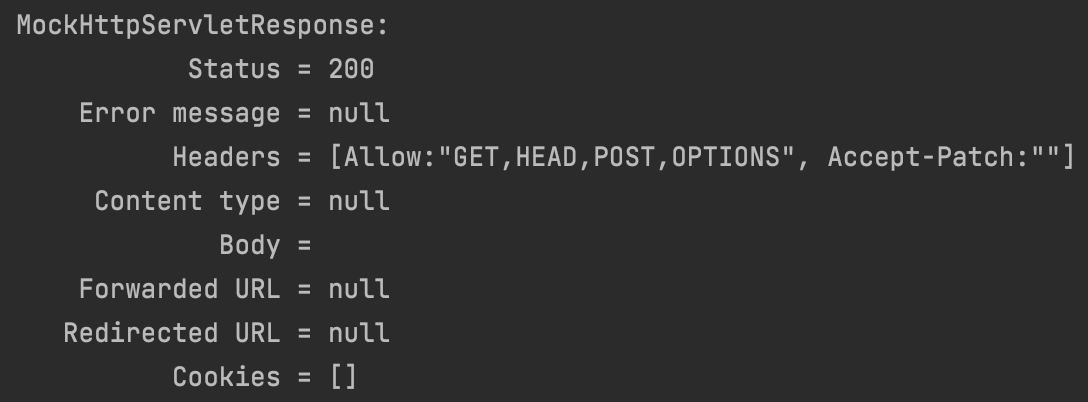 MockHttpServletResponse:
Status = 200
Error message = null
Headers = [Allow:"GET,HEAD,POST,OPTIONS", Accept-Patch:""]
Content type = null
Body =
Forwarded URL = null
Redirected URL = null
Cookies = []